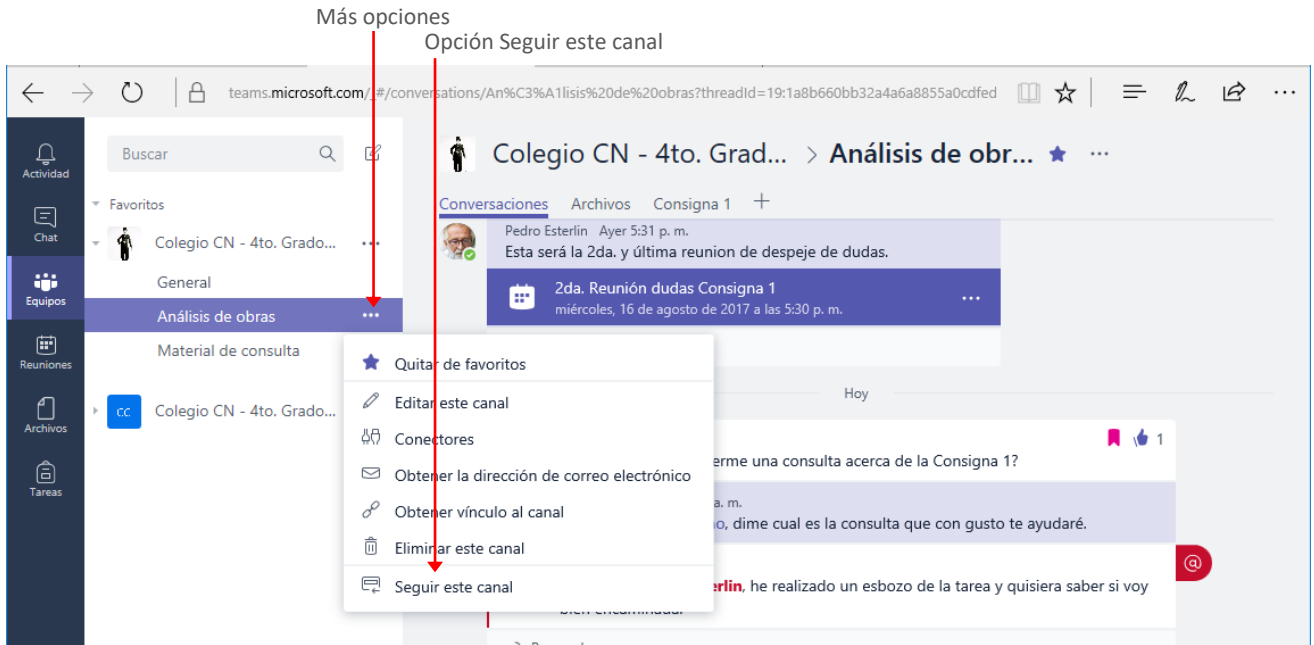 Más opciones
Opción Seguir este canal
teams.microsoft.com/_#/conversations/An%C3%A1lisis%20de%20obras?threadId=19:1a8b660bb32a4a6a8855a0cdfed
Actividad
Chat
Equipos
Reuniones
Archivos
Tareas
Buscar
Favoritos
Colegio CN - 4to. Grado...
General
Análisis de obras
Material de consulta
CC Colegio CN - 4to. Grado...
Quitar de favoritos
Editar este canal
Conectores
Obtener la dirección de correo electrónico
Obtener vínculo al canal
Eliminar este canal
Seguir este canal
Colegio CN - 4to. Grad... > Análisis de obr...
Conversaciones Archivos Consigna 1
Pedro Esterlin Ayer 5:31 p. m.
Esta será la 2da. y última reunion de despeje de dudas.
2da. Reunión dudas Consigna 1
miércoles, 16 de agosto de 2017 a las 5:30 p. m.
Hoy
1
erme una consulta acerca de la Consigna 1?
a. m.
o, dime cual es la consulta que con gusto te ayudaré.
@
erlin, he realizado un esbozo de la tarea y quisiera saber si voy